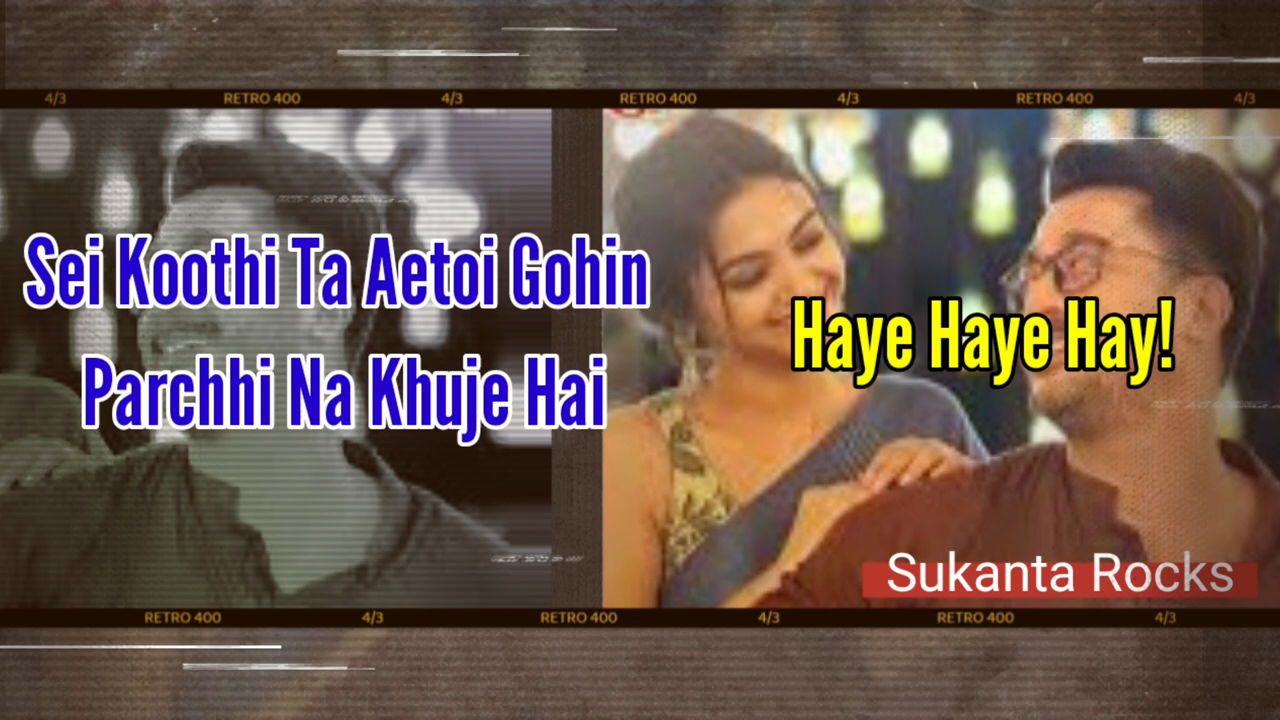 4/3 RETRO 400 4/3 RETRO 400 4/3 RETRO 400 4/3
Sei Koothi Ta Aetoi Gohin
Parchhi Na Khuje Hai
Haye Haye Hay!
Sukanta Rocks
RETRO 400 4/3 RETRO 400 4/3 RETRO 400 4/3